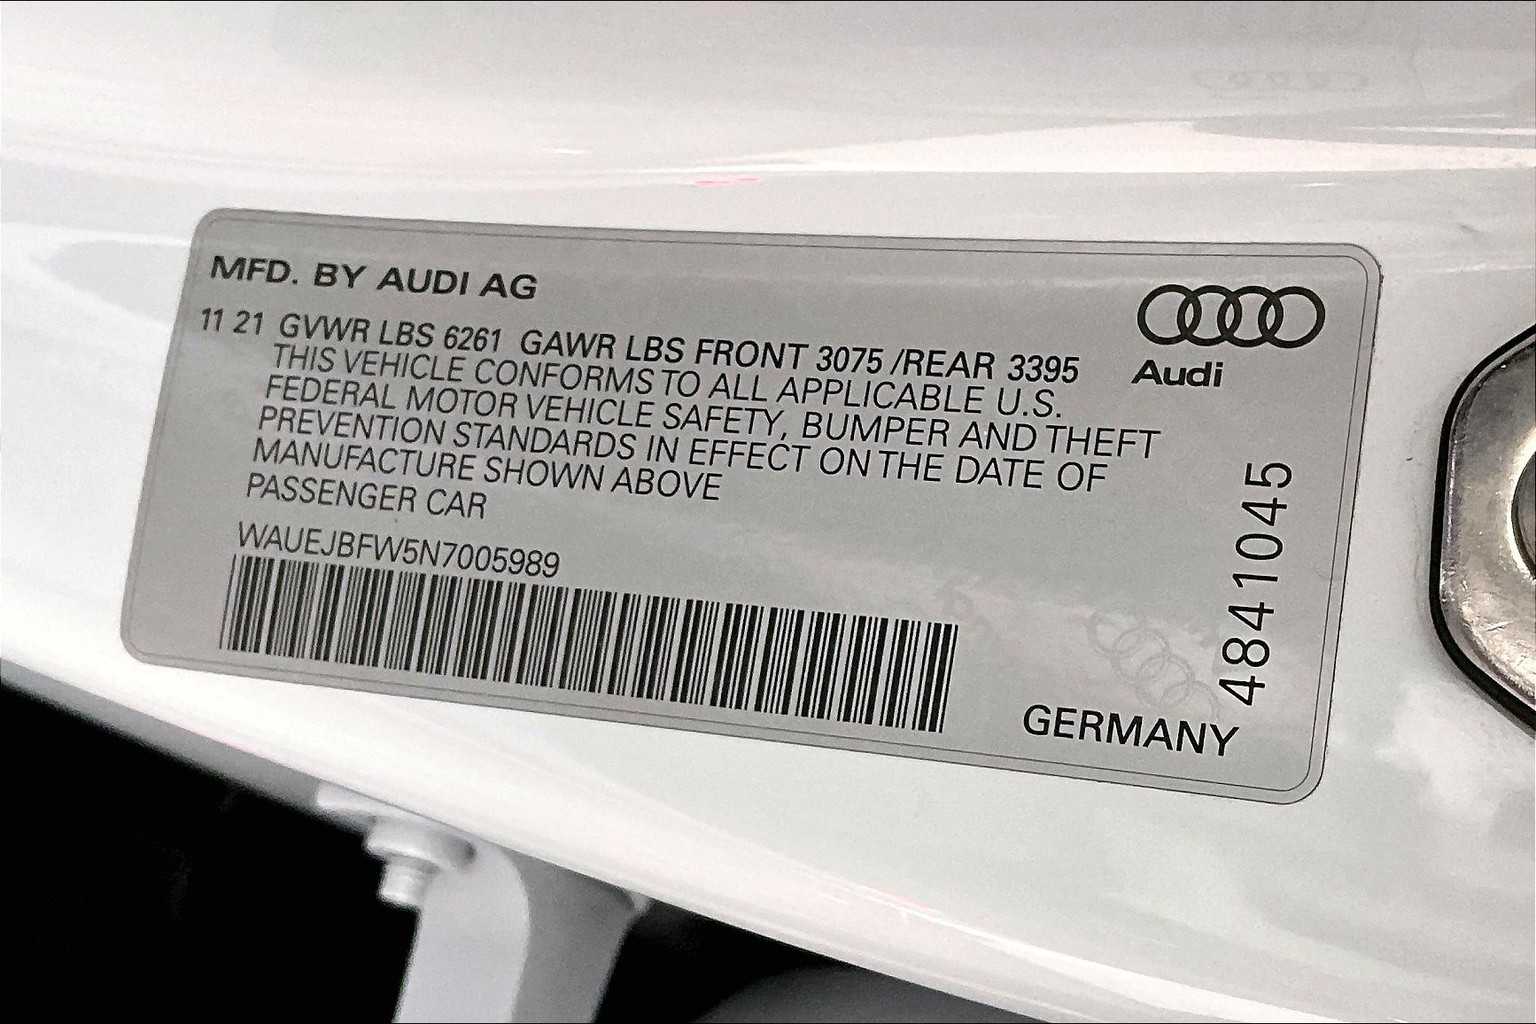 MFD. BY AUDI AG
11 21 GVWR LBS 6261 GAWR LBS FRONT 3075 /REAR 3395
THIS VEHICLE CONFORMS TO ALL APPLICABLE U.S.
FEDERAL MOTOR VEHICLE SAFETY, BUMPER AND THEFT
PREVENTION STANDARDS IN EFFECT ON THE DATE OF
MANUFACTURE SHOWN ABOVE
PASSENGER CAR
WAUEJBFW5N7005989
Audi
4841045
GERMANY